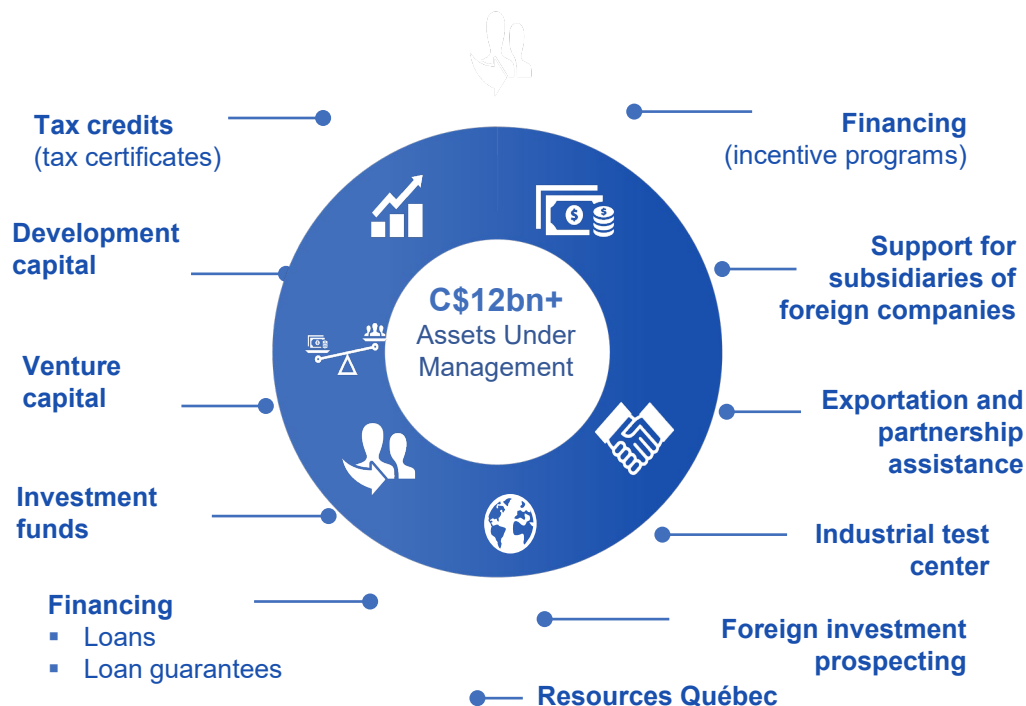 Tax credits
(tax certificates)
Development
capital
Venture
capital
Investment
funds
Financing
▪ Loans
▪ Loan guarantees
C$12bn+
Assets Under
Management
Financing
(incentive programs)
Support for
subsidiaries of
foreign companies
Exportation and
partnership
assistance
Industrial test
center
Foreign investment
prospecting
Resources Québec